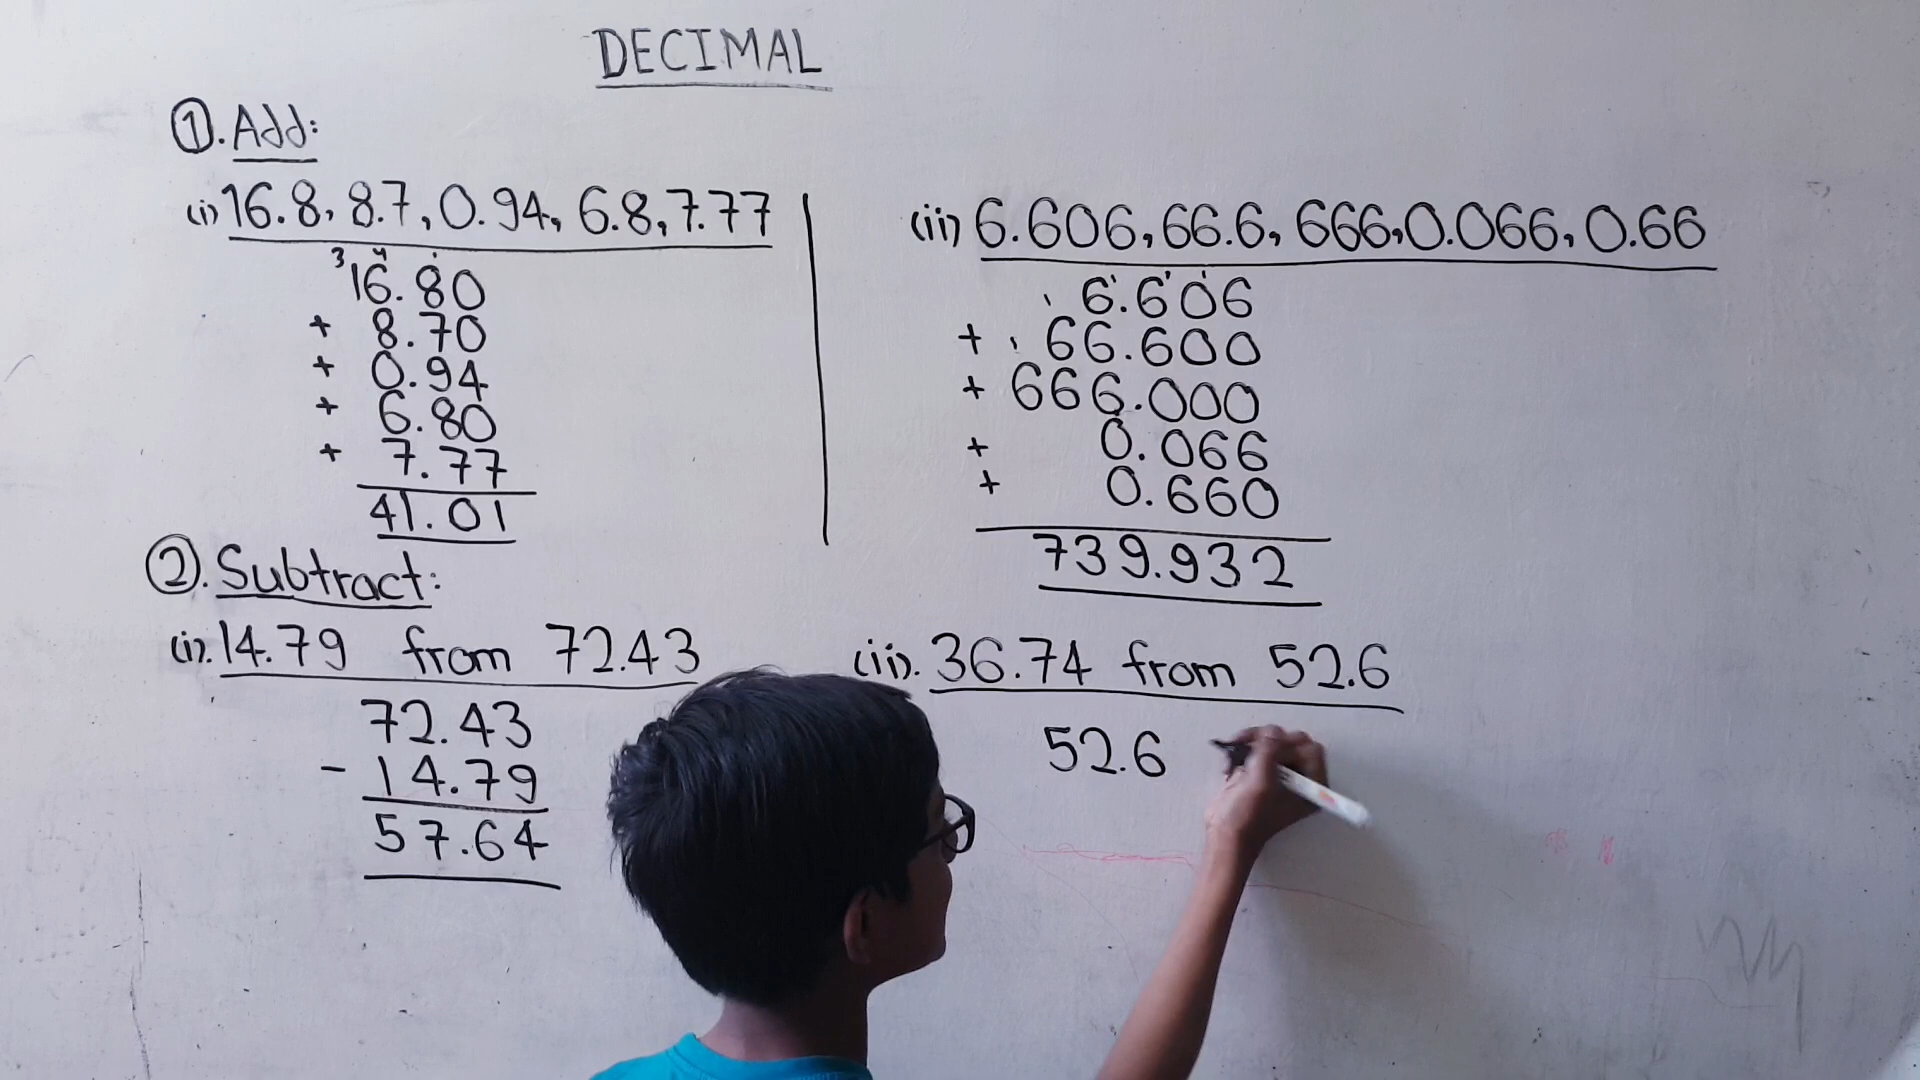 DECIMAL
①. Add:
(i) 16.8, 8.7, 0.94, 6.8, 7.77
3 4
16.80
+ 8.70
+ 0.94
+ 6.80
+ 7.77
41.01
(ii) 6.606, 66.6, 666, 0.066, 0.66
6.606
+ 66.600
+ 666.000
+ 0.066
+ 0.660
739.932
②. Subtract:
(i). 14.79 from 72.43
72.43
- 14.79
57.64
(ii). 36.74 from 52.6
52.6